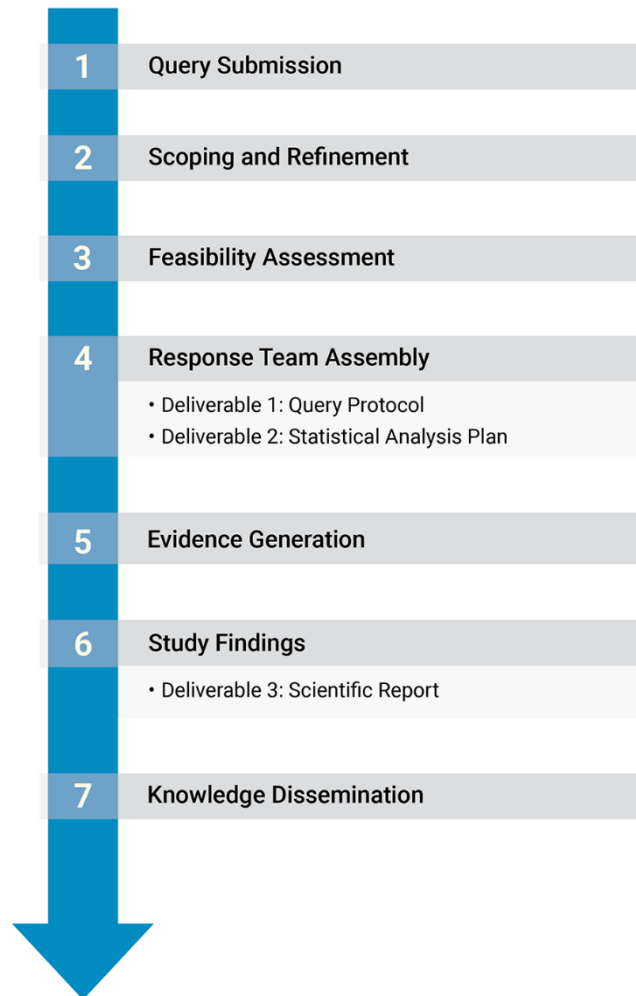 1 Query Submission
2 Scoping and Refinement
3 Feasibility Assessment
4 Response Team Assembly
• Deliverable 1: Query Protocol
• Deliverable 2: Statistical Analysis Plan
5 Evidence Generation
6 Study Findings
• Deliverable 3: Scientific Report
7 Knowledge Dissemination